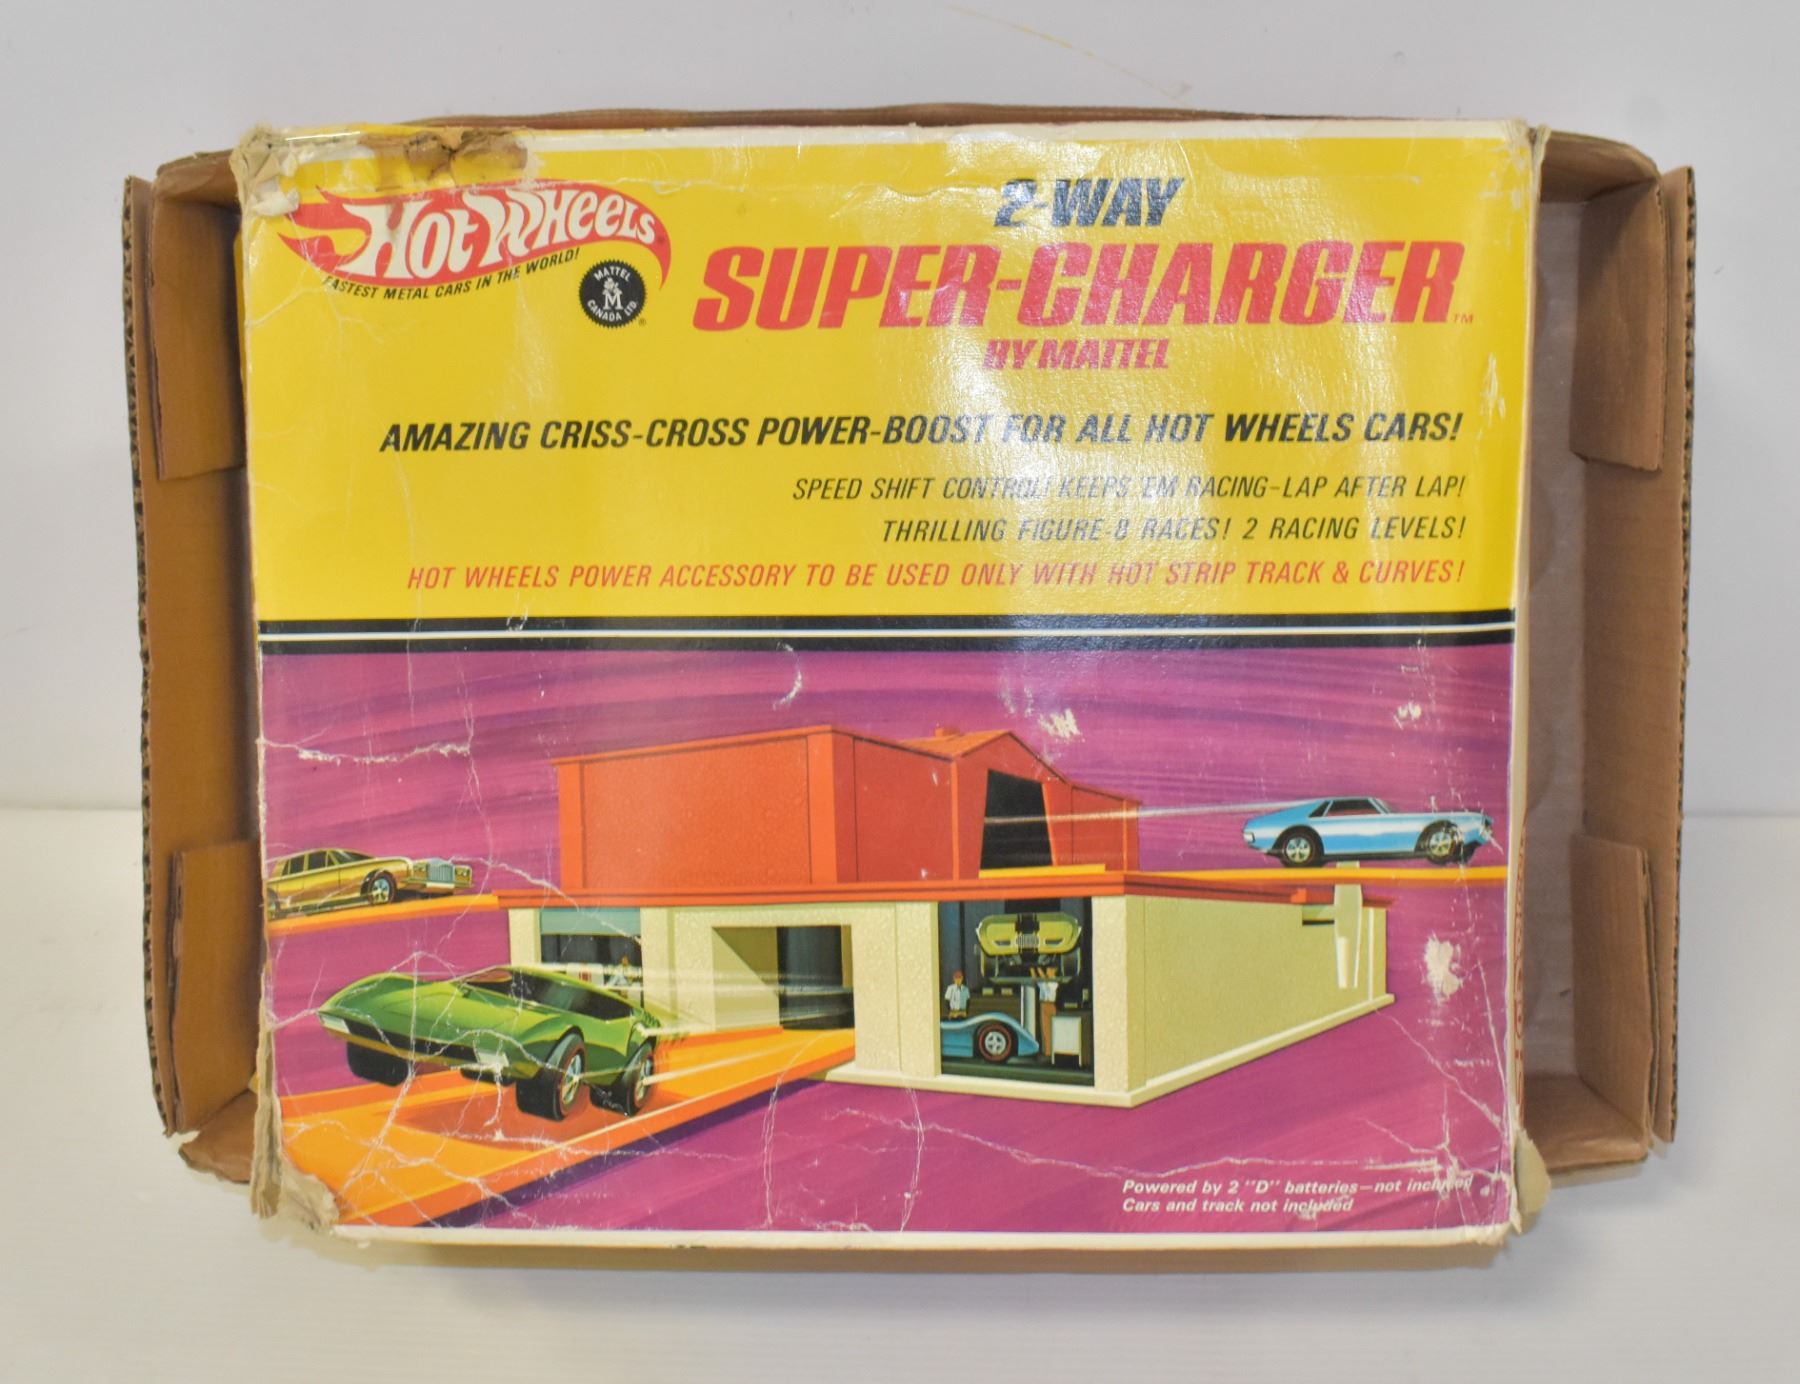 HOT WHEELS
FASTEST METAL CARS IN THE WORLD!
MATTEL
M
CANADA LTD.
®
2-WAY
SUPER-CHARGER™
BY MATTEL
AMAZING CRISS-CROSS POWER-BOOST FOR ALL HOT WHEELS CARS!
SPEED SHIFT CONTROL! KEEPS 'EM RACING-LAP AFTER LAP!
THRILLING FIGURE-8 RACES! 2 RACING LEVELS!
HOT WHEELS POWER ACCESSORY TO BE USED ONLY WITH HOT STRIP TRACK & CURVES!
Powered by 2 "D" batteries—not included
Cars and track not included